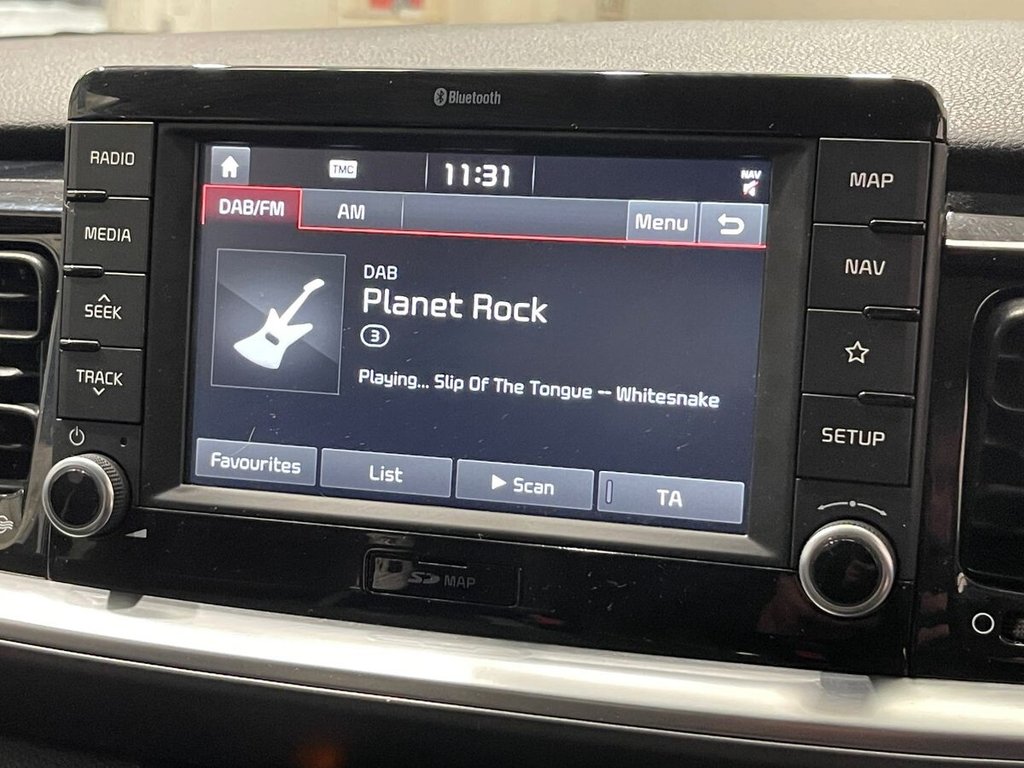 Bluetooth
RADIO
MEDIA
SEEK
TRACK
TMC
11:31
NAV
DAB/FM
AM
Menu
DAB
Planet Rock
3
Playing... Slip Of The Tongue -- Whitesnake
Favourites
List
Scan
TA
MAP
NAV
SETUP
SD MAP